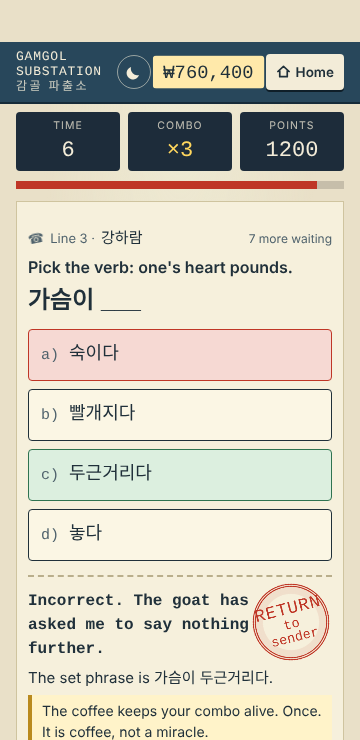 GAMGOL
SUBSTATION
감골 파출소
₩760,400
Home
TIME
6
COMBO
×3
POINTS
1200
Line 3 · 강하람
7 more waiting
Pick the verb: one's heart pounds.
가슴이 ____
a) 숙이다
b) 빨개지다
c) 두근거리다
d) 놓다
Incorrect. The goat has
asked me to say nothing
further.
RETURN
to
sender
The set phrase is 가슴이 두근거리다.
The coffee keeps your combo alive. Once.
It is coffee, not a miracle.